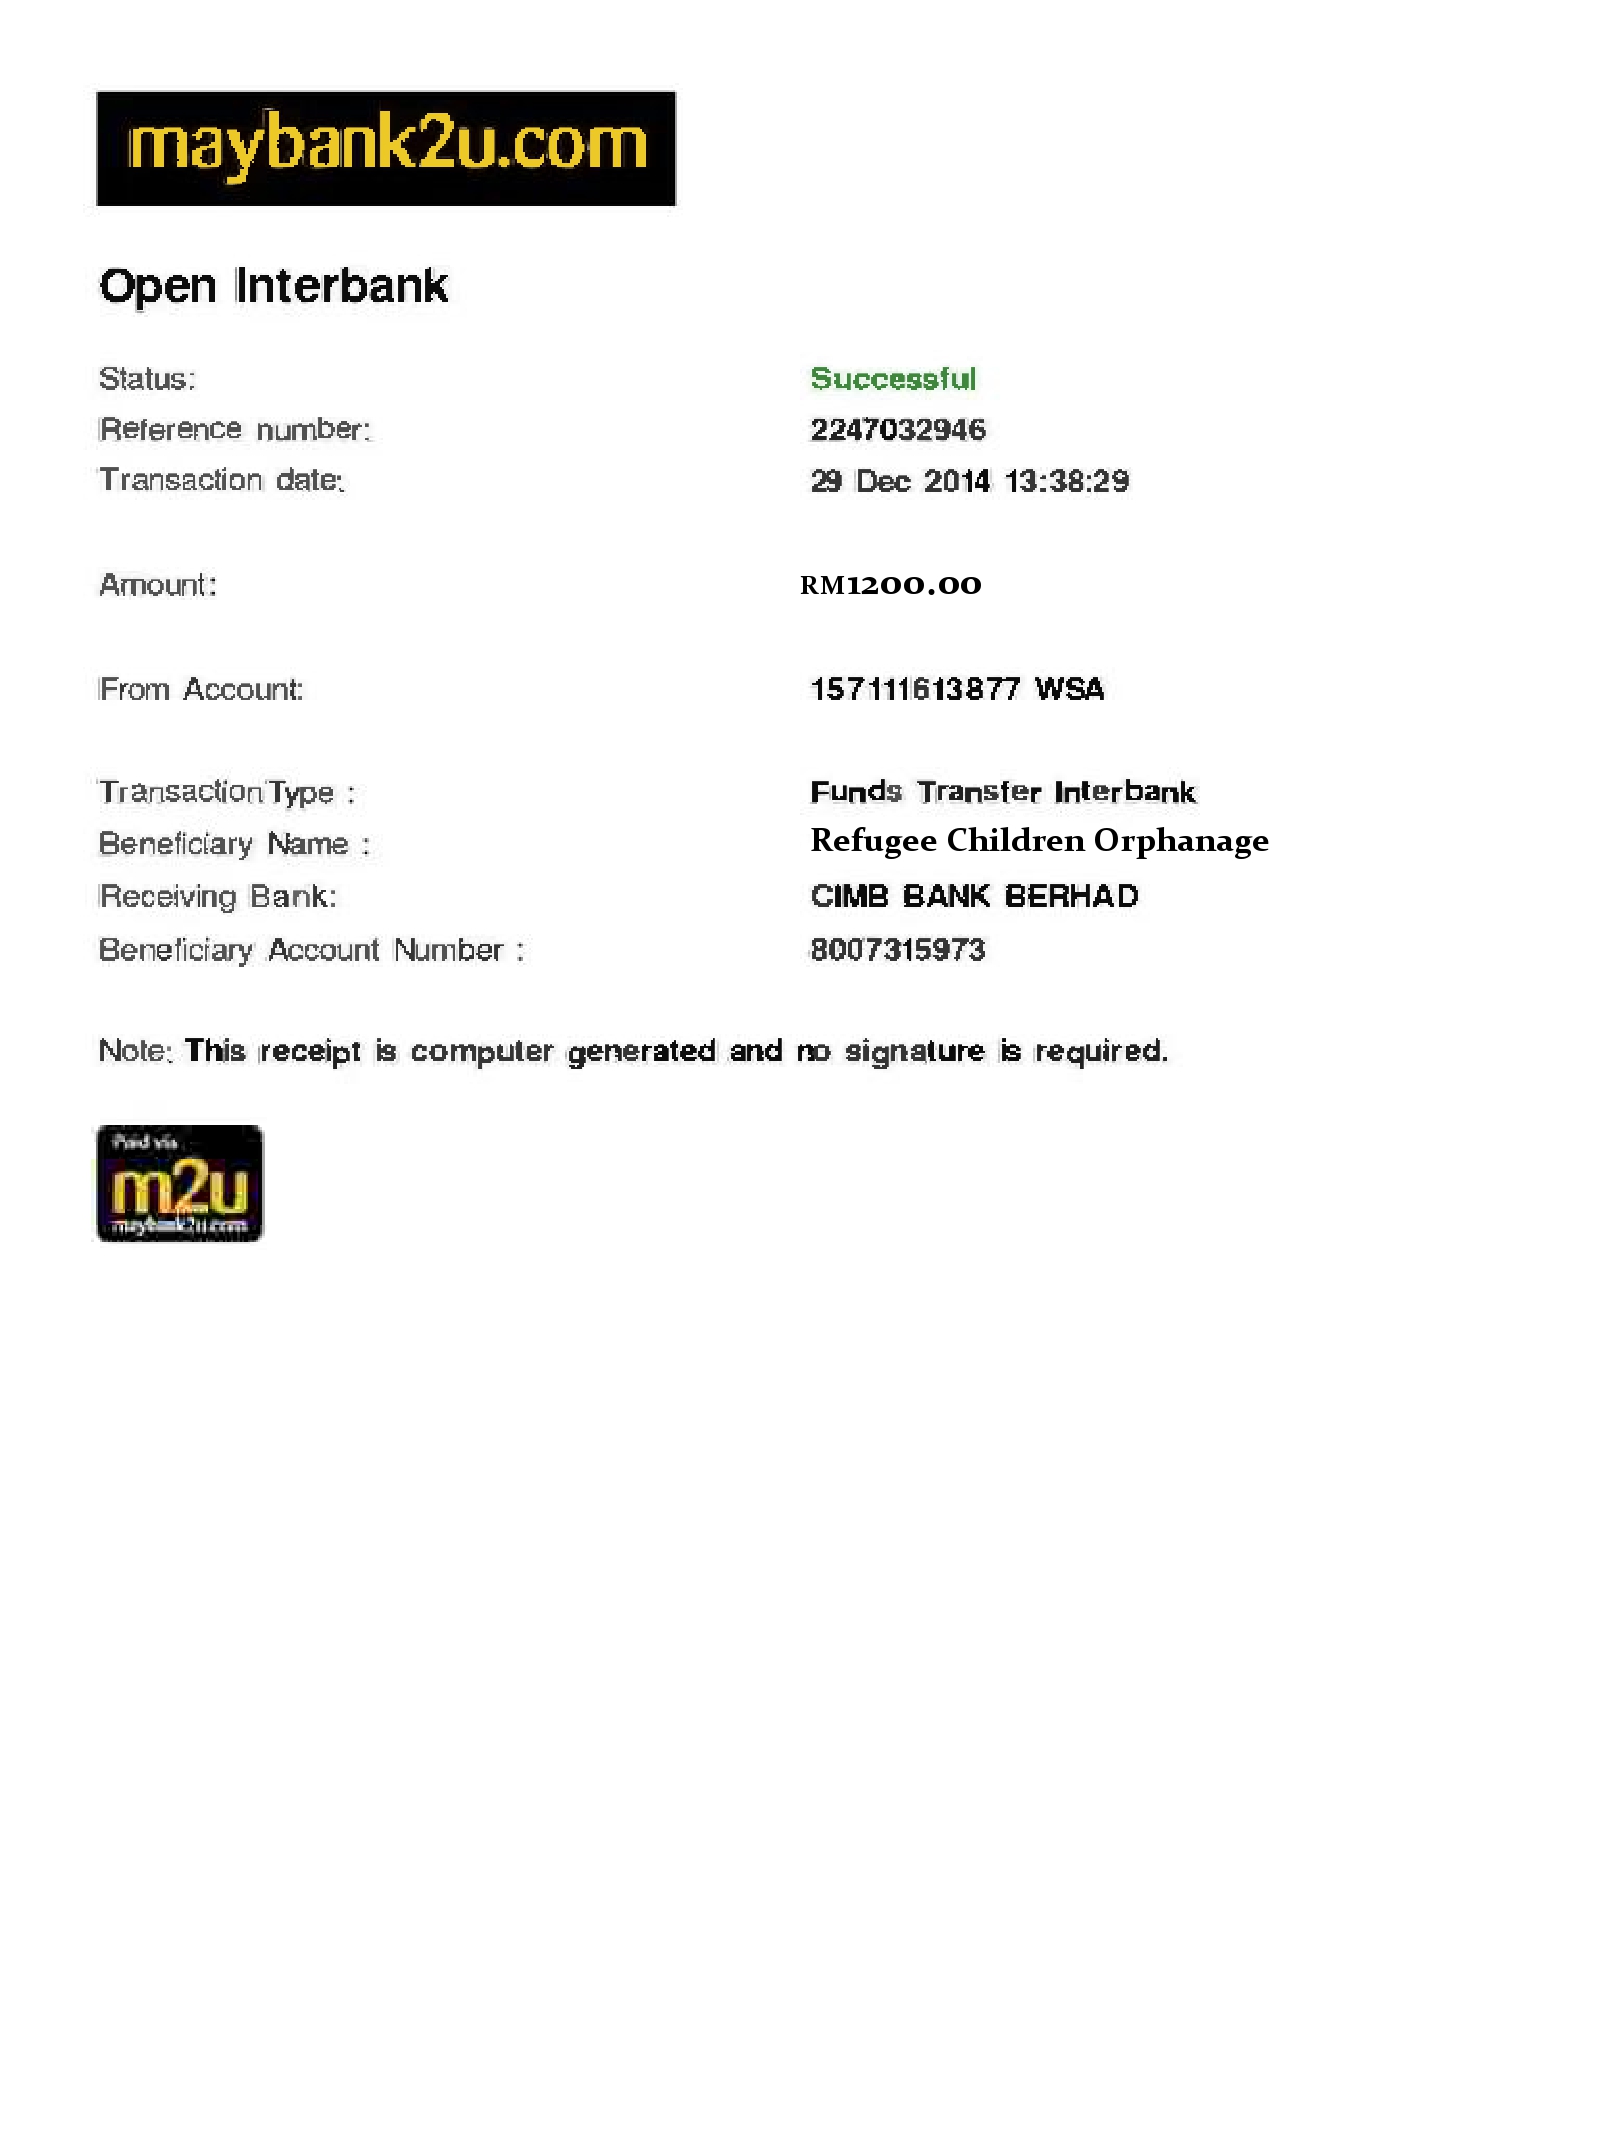 maybank2u.com
Open Interbank
Status: Successful
Reference number: 2247032946
Transaction date: 29 Dec 2014 13:38:29
Amount: RM1200.00
From Account: 157111613877 WSA
Transaction Type : Funds Transfer Interbank
Beneficiary Name : Refugee Children Orphanage
Receiving Bank: CIMB BANK BERHAD
Beneficiary Account Number : 8007315973
Note: This receipt is computer generated and no signature is required.
Paid via
m2u
maybank2u.com